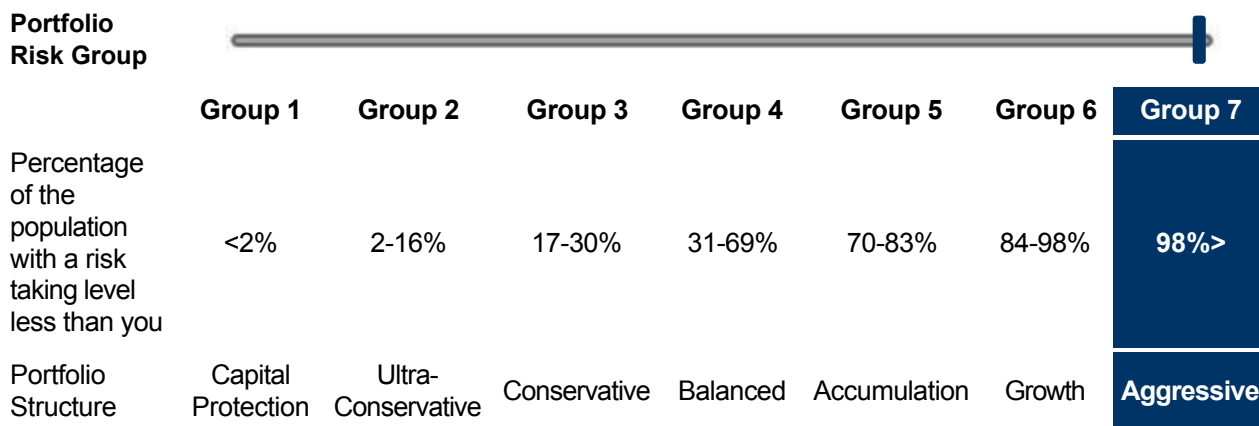 Portfolio
Risk Group
Group 1 Group 2 Group 3 Group 4 Group 5 Group 6 Group 7
Percentage
of the
population
with a risk
taking level
less than you
<2% 2-16% 17-30% 31-69% 70-83% 84-98% 98%>
Portfolio
Structure
Capital
Protection
Ultra-
Conservative
Conservative
Balanced
Accumulation
Growth
Aggressive